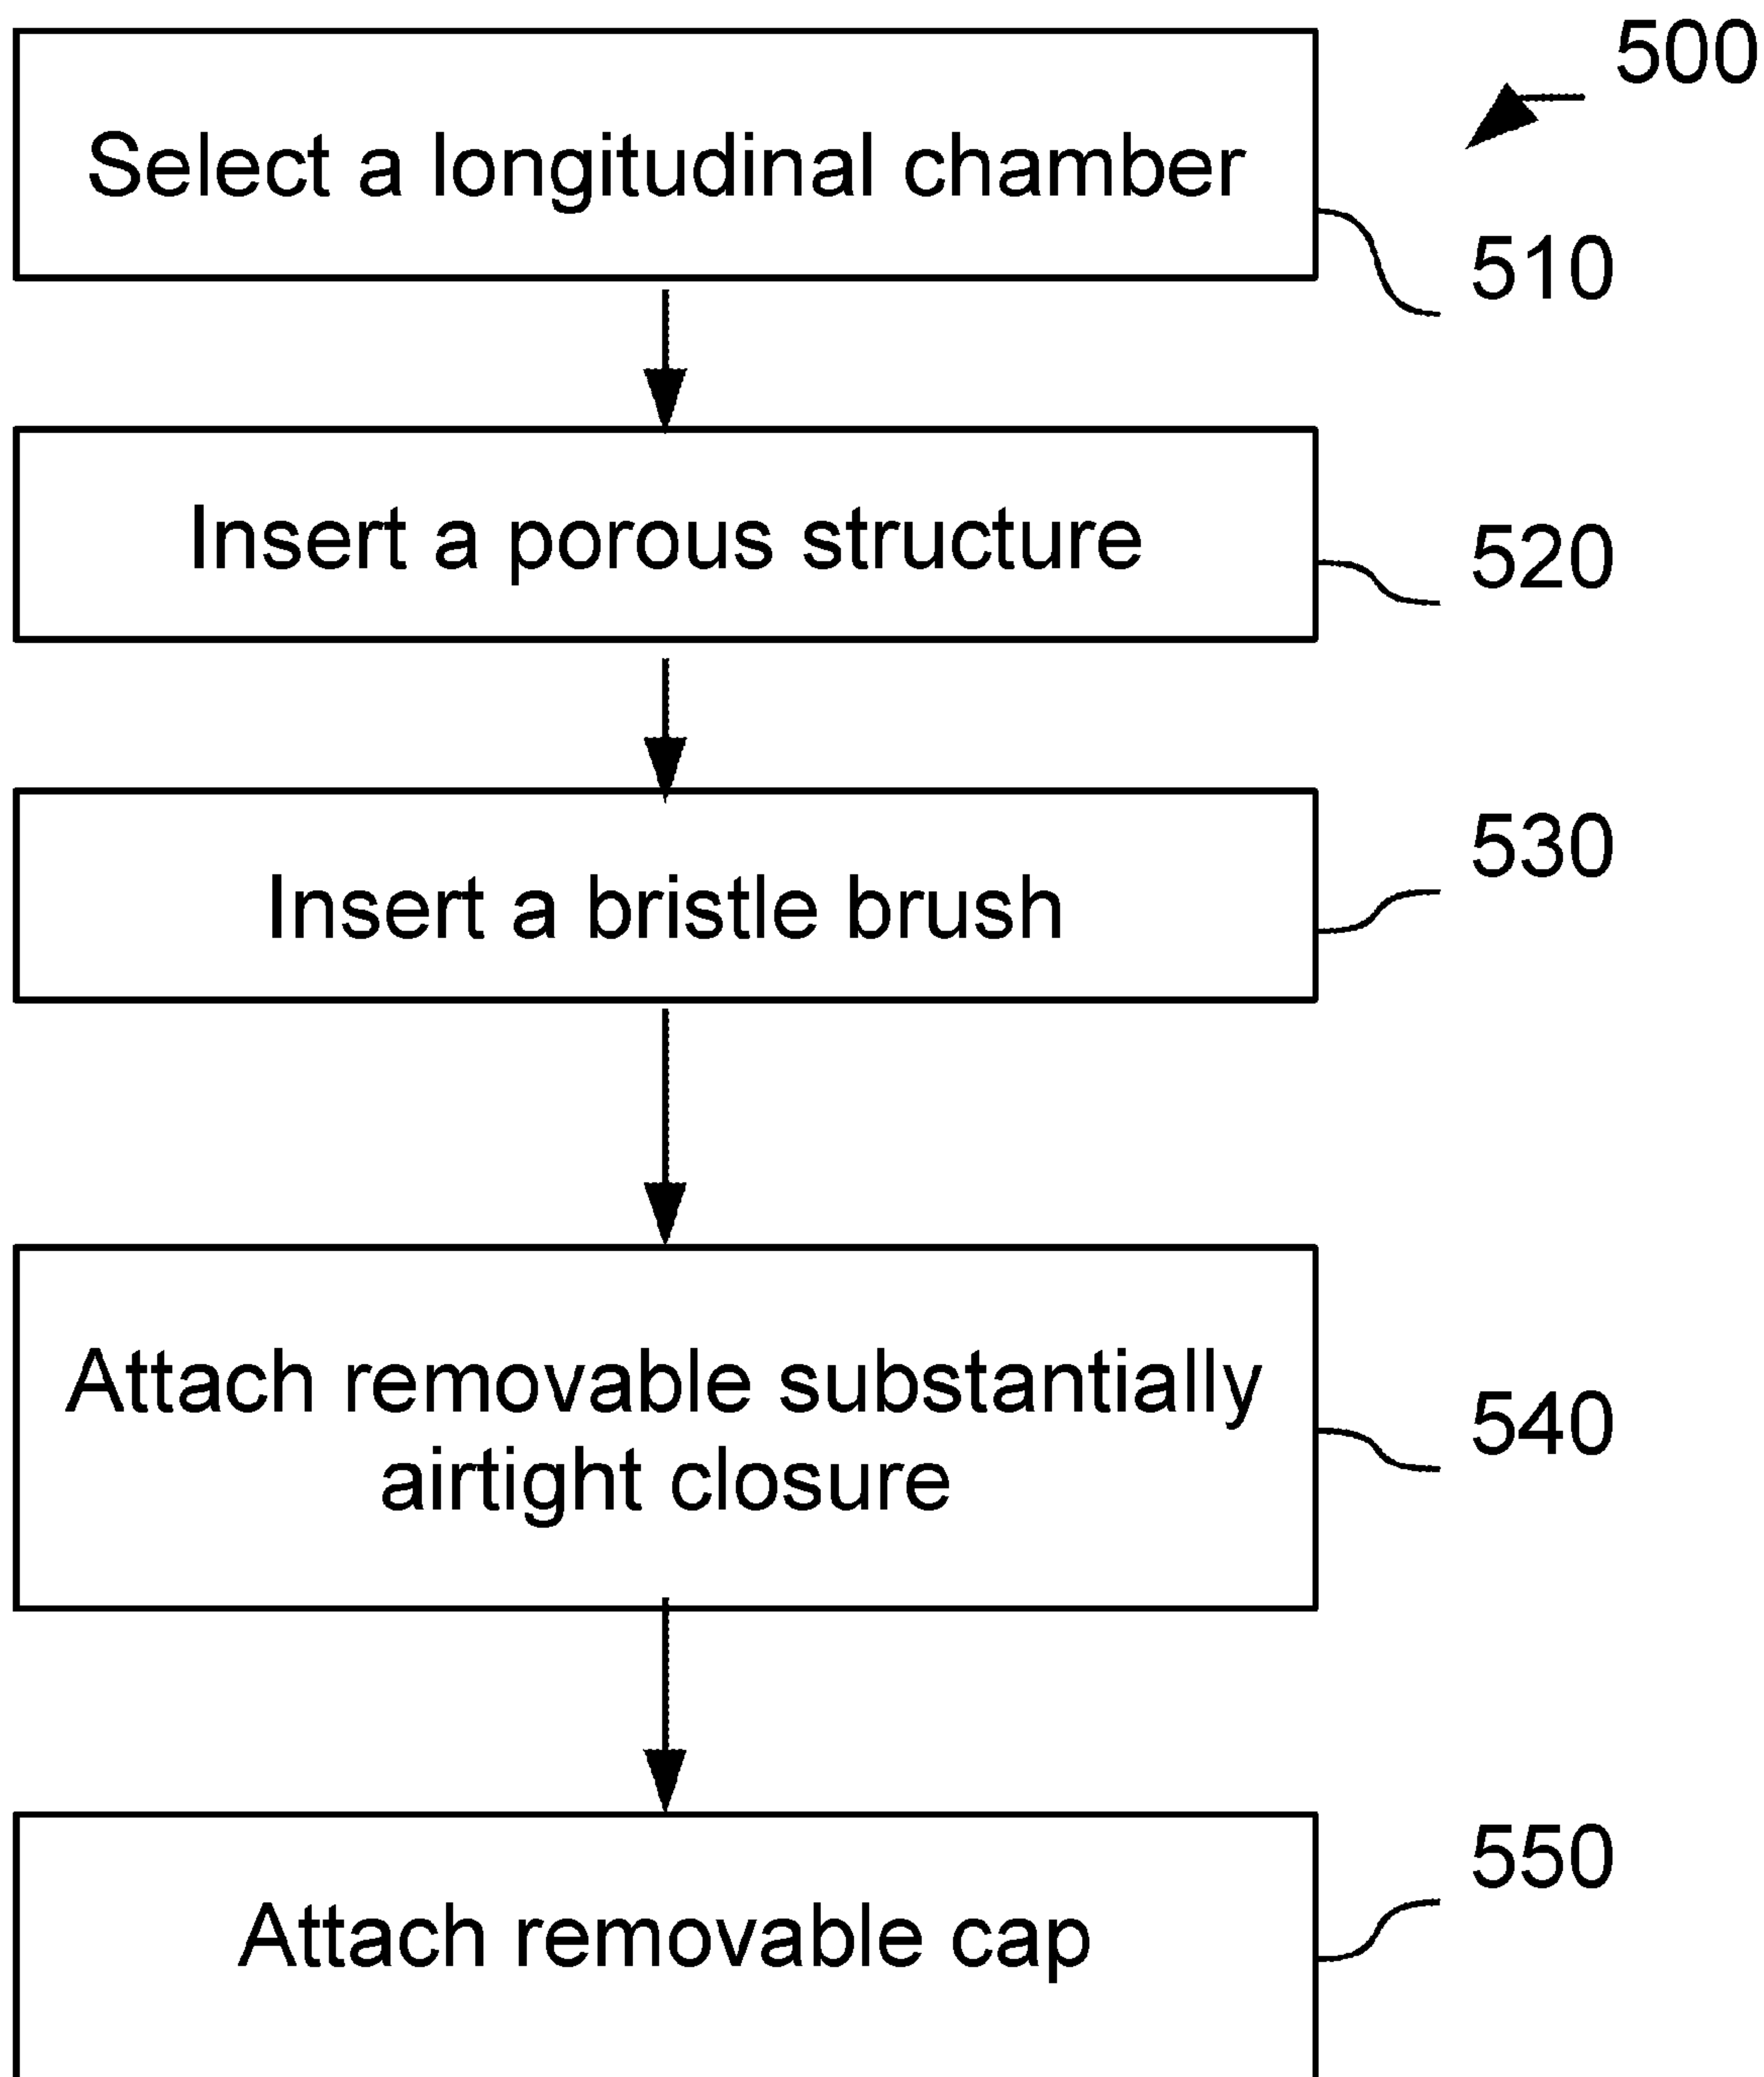 500
Select a longitudinal chamber
510
Insert a porous structure
520
Insert a bristle brush
530
Attach removable substantially
airtight closure
540
Attach removable cap
550